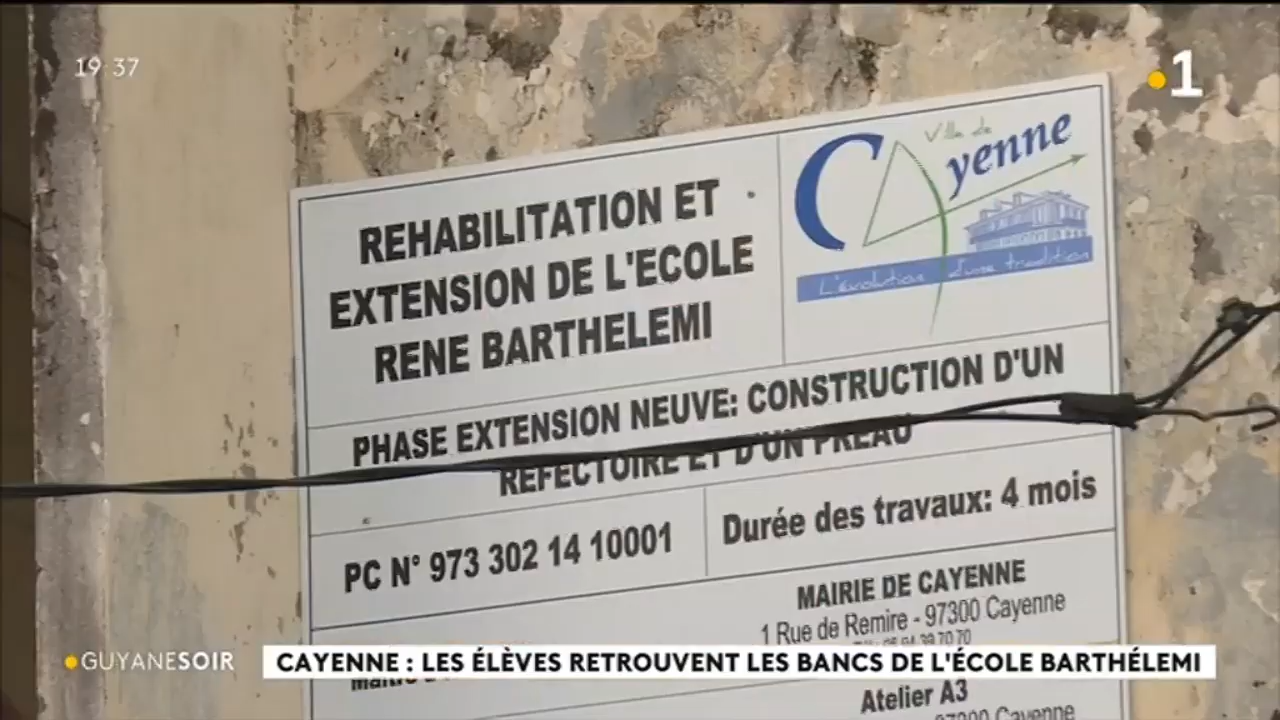 19:37
1
REHABILITATION ET
EXTENSION DE L'ECOLE
RENE BARTHELEMI
Ville de
CAyenne
L'évolution d'une tradition
PHASE EXTENSION NEUVE: CONSTRUCTION D'UN
REFECTOIRE ET D'UN PREAU
PC N° 973 302 14 10001
Durée des travaux: 4 mois
MAIRIE DE CAYENNE
1 Rue de Remire - 97300 Cayenne
GUYANESOIR
CAYENNE : LES ÉLÈVES RETROUVENT LES BANCS DE L'ÉCOLE BARTHÉLEMI
Atelier A3
97300 Cayenne